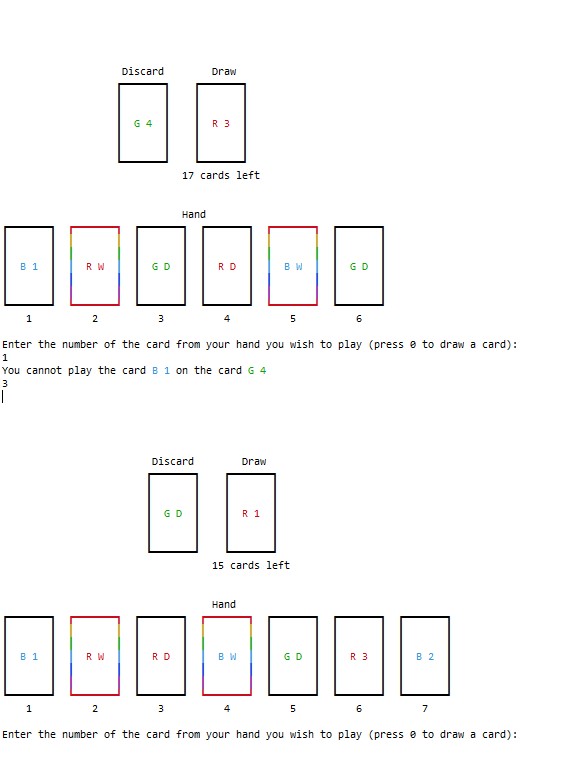 Discard Draw
G 4 R 3
17 cards left
Hand
B 1 R W G D R D B W G D
1 2 3 4 5 6
Enter the number of the card from your hand you wish to play (press 0 to draw a card):
1
You cannot play the card B 1 on the card G 4
3
Discard Draw
G D R 1
15 cards left
Hand
B 1 R W R D B W G D R 3 B 2
1 2 3 4 5 6 7
Enter the number of the card from your hand you wish to play (press 0 to draw a card):